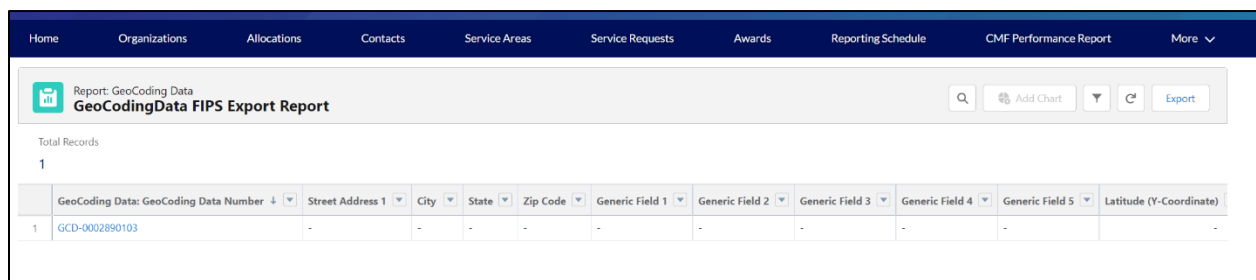 Home Organizations Allocations Contacts Service Areas Service Requests Awards Reporting Schedule CMF Performance Report More
Report: GeoCoding Data
GeoCodingData FIPS Export Report
Add Chart Export
Total Records
1
GeoCoding Data: GeoCoding Data Number ↓ Street Address 1 City State Zip Code Generic Field 1 Generic Field 2 Generic Field 3 Generic Field 4 Generic Field 5 Latitude (Y-Coordinate)
1 GCD-0002890103 - - - - - - - - - -